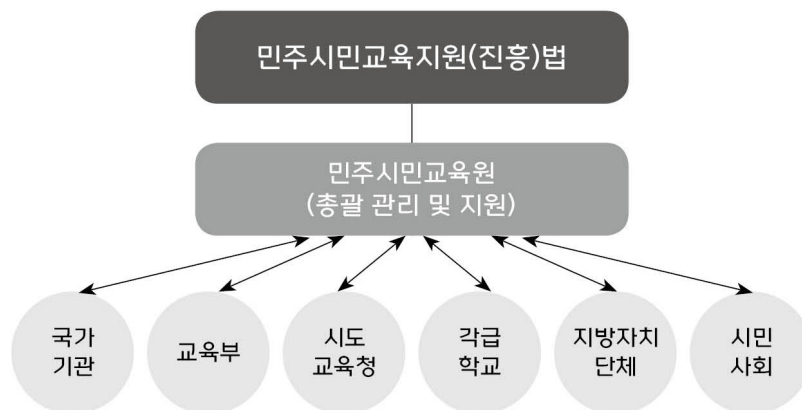 민주시민교육지원(진흥)법
민주시민교육원
(총괄 관리 및 지원)
국가
기관
교육부
시도
교육청
각급
학교
지방자치
단체
시민
사회